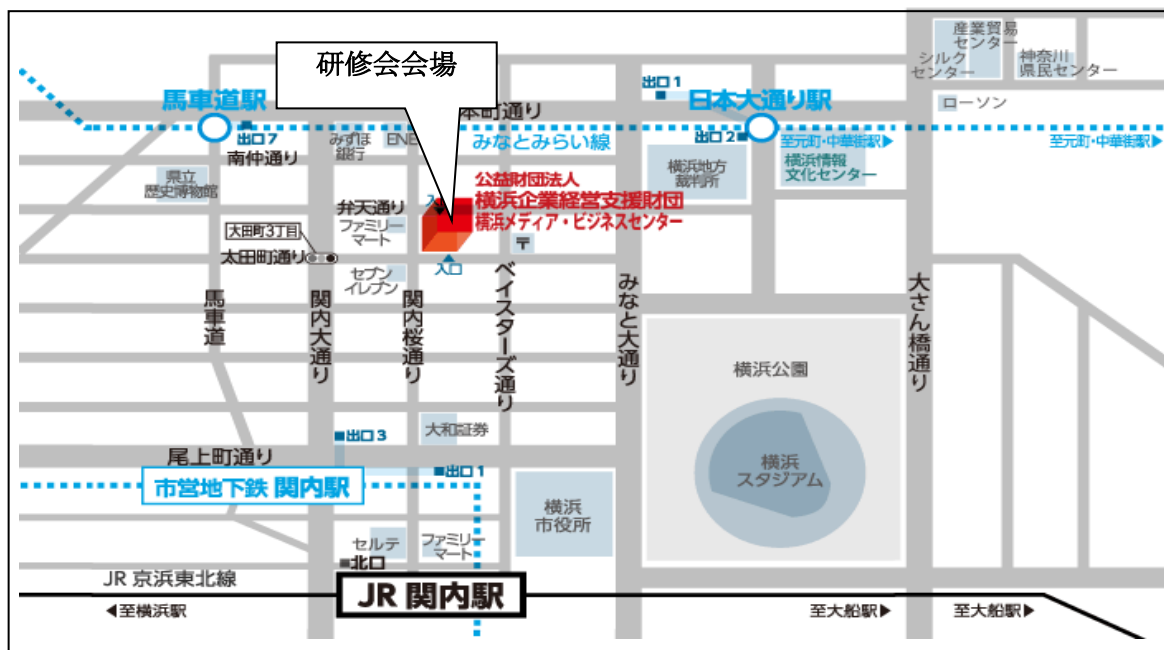 研修会会場
産業貿易
センター
シルク
センター
神奈川
県民センター
ローソン
馬車道駅
出口7
本町通り
出口1
日本大通り駅
出口2
みなとみらい線
至元町・中華街駅▶
至元町・中華街駅▶
南仲通り
みずほ
銀行
ENE
県立
歴史博物館
横浜地方
裁判所
横浜情報
文化センター
公益財団法人
横浜企業経営支援財団
横浜メディア・ビジネスセンター
入
弁天通り
ファミリー
マート
大田町3丁目
太田町通り
セブン
イレブン
入口
〒
馬車道
関内大通り
関内桜通り
ベイスターズ通り
みなと大通り
大さん橋通り
横浜公園
横浜
スタジアム
出口3
大和証券
尾上町通り
出口1
市営地下鉄 関内駅
横浜
市役所
セルテ
ファミリー
マート
北口
JR 京浜東北線
JR 関内駅
◀至横浜駅
至大船駅▶
至大船駅▶